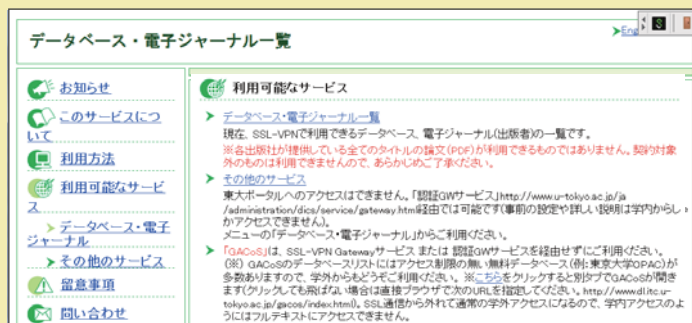 データベース・電子ジャーナル一覧
>Eng
お知らせ
このサービスにつ
いて
利用方法
利用可能なサービ
ス
データベース・電子
ジャーナル
その他のサービス
留意事項
問い合わせ
利用可能なサービス
データベース・電子ジャーナル一覧
現在、SSL-VPNで利用できるデータベース、電子ジャーナル(出版者)の一覧です。
※各出版社が提供している全てのタイトルの論文(PDF)が利用できるものではありません。契約対象
外のものは利用できませんので、あらかじめご了承ください。
その他のサービス
東大ポータルへのアクセスはできません。「認証GWサービス」http://www.u-tokyo.ac.jp/ja
/administration/dics/service/gateway.html経由では可能です(事前の設定や詳しい説明は学内からし
かアクセスできません)。
メニューの「データベース・電子ジャーナル」からご利用ください。
「GACoS」は、SSL-VPN Gatewayサービス または 認証GWサービスを経由せずにご利用ください。
(※) GACoSのデータベースリストにはアクセス制限の無い無料データベース(例:東京大学OPAC)が
多数ありますので、学外からもどうぞご利用ください。※こちらをクリックすると別タブでGACoSが開き
ます(クリックしても飛ばない場合は直接ブラウザで次のURLを指定してください。http://www.dl.itc.u-
tokyo.ac.jp/gacos/index.html)。SSL通信から外れて通常の学外アクセスになるので、学内アクセスのよ
うにはフルテキストにアクセスできません。